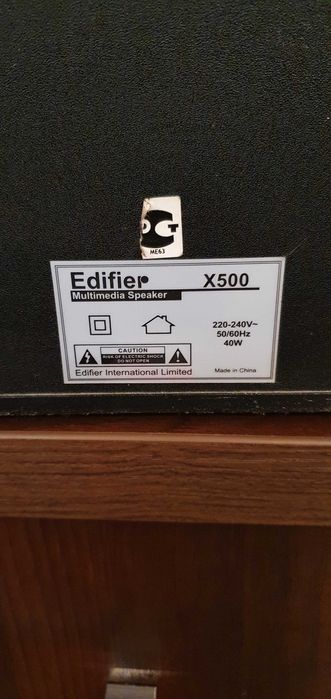 ME63
Edifier X500
Multimedia Speaker
220-240V~
50/60Hz
40W
CAUTION
RISK OF ELECTRIC SHOCK
DO NOT OPEN
Edifier International Limited
Made in China